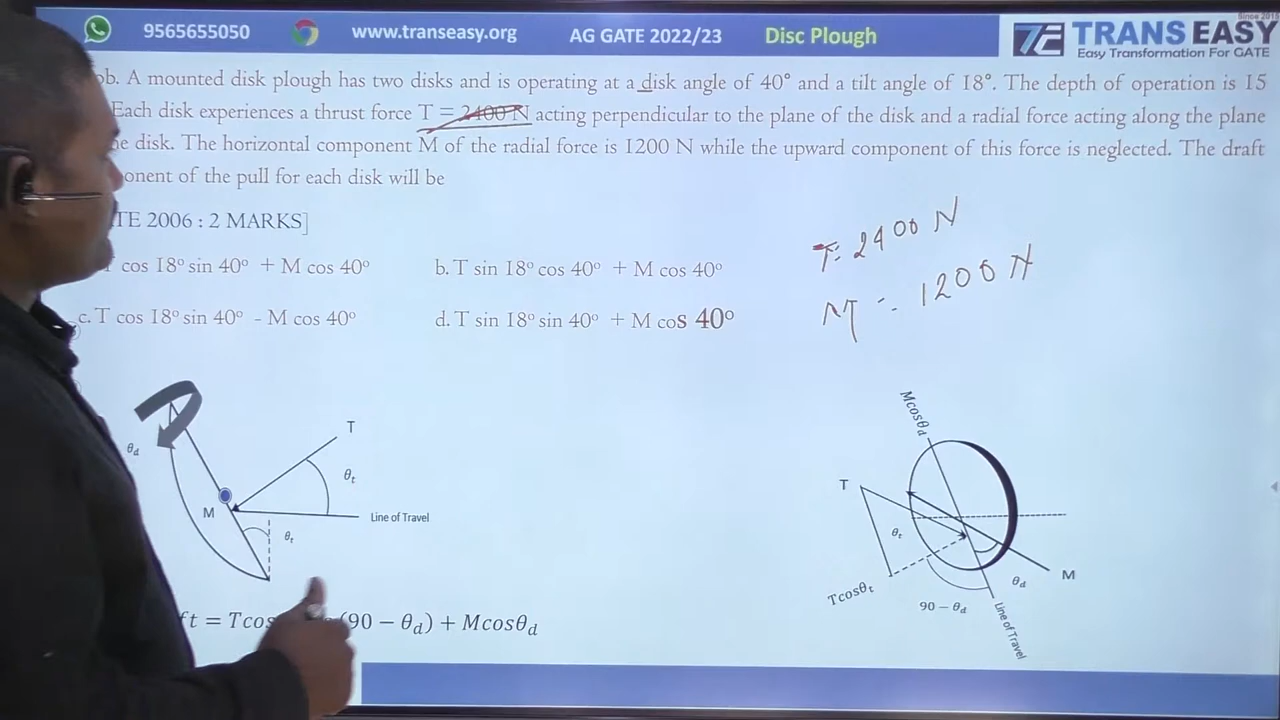 9565655050
www.transeasy.org
AG GATE 2022/23
Disc Plough
Since 2015
TRANS EASY
Easy Transformation For GATE
ob. A mounted disk plough has two disks and is operating at a disk angle of 40° and a tilt angle of 18°. The depth of operation is 15
Each disk experiences a thrust force T = 2400 N acting perpendicular to the plane of the disk and a radial force acting along the plane
he disk. The horizontal component M of the radial force is 1200 N while the upward component of this force is neglected. The draft
onent of the pull for each disk will be
TE 2006 : 2 MARKS]
cos 18° sin 40° + M cos 40°
b. T sin 18° cos 40° + M cos 40°
c. T cos 18° sin 40° - M cos 40°
d. T sin 18° sin 40° + M cos 40°
T: 2400 N
M - 1200 N
θd
T
θt
M
Line of Travel
θt
ft = Tcos (90 − θd) + Mcosθd
Mcosθd
T
θt
Tcosθt
90 − θd
θd
M
Line of Travel